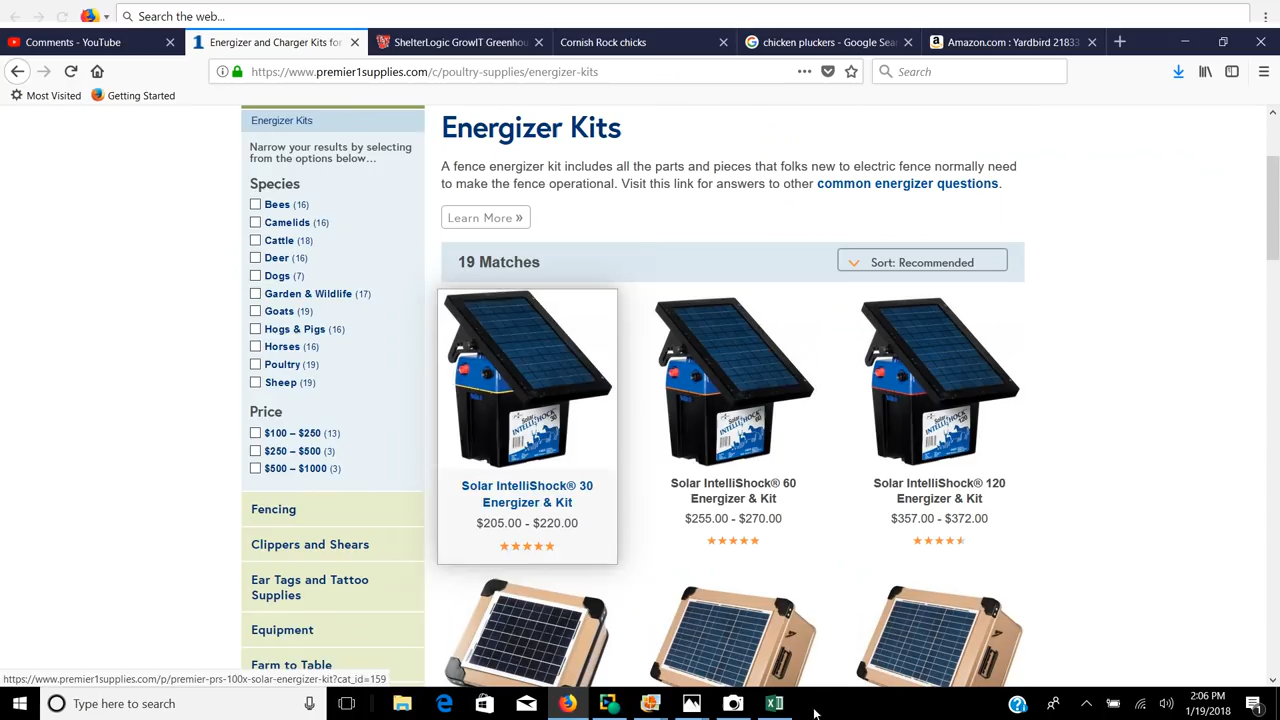 Search the web...
Comments - YouTube
Energizer and Charger Kits for
ShelterLogic GrowIT Greenhou
Cornish Rock chicks
chicken pluckers - Google Sea
Amazon.com : Yardbird 21833
https://www.premier1supplies.com/c/poultry-supplies/energizer-kits
Search
Most Visited
Getting Started
Energizer Kits
Narrow your results by selecting
from the options below…
Species
Bees (16)
Camelids (16)
Cattle (18)
Deer (16)
Dogs (7)
Garden & Wildlife (17)
Goats (19)
Hogs & Pigs (16)
Horses (16)
Poultry (19)
Sheep (19)
Price
$100 – $250 (13)
$250 – $500 (3)
$500 – $1000 (3)
Fencing
Clippers and Shears
Ear Tags and Tattoo
Supplies
Equipment
Farm to Table
Energizer Kits
A fence energizer kit includes all the parts and pieces that folks new to electric fence normally need
to make the fence operational. Visit this link for answers to other common energizer questions.
Learn More »
19 Matches
Sort: Recommended
Solar IntelliShock® 30
Energizer & Kit
$205.00 - $220.00
Solar IntelliShock® 60
Energizer & Kit
$255.00 - $270.00
Solar IntelliShock® 120
Energizer & Kit
$357.00 - $372.00
https://www.premier1supplies.com/p/premier-prs-100x-solar-energizer-kit?cat_id=159
Type here to search
2:06 PM
1/19/2018